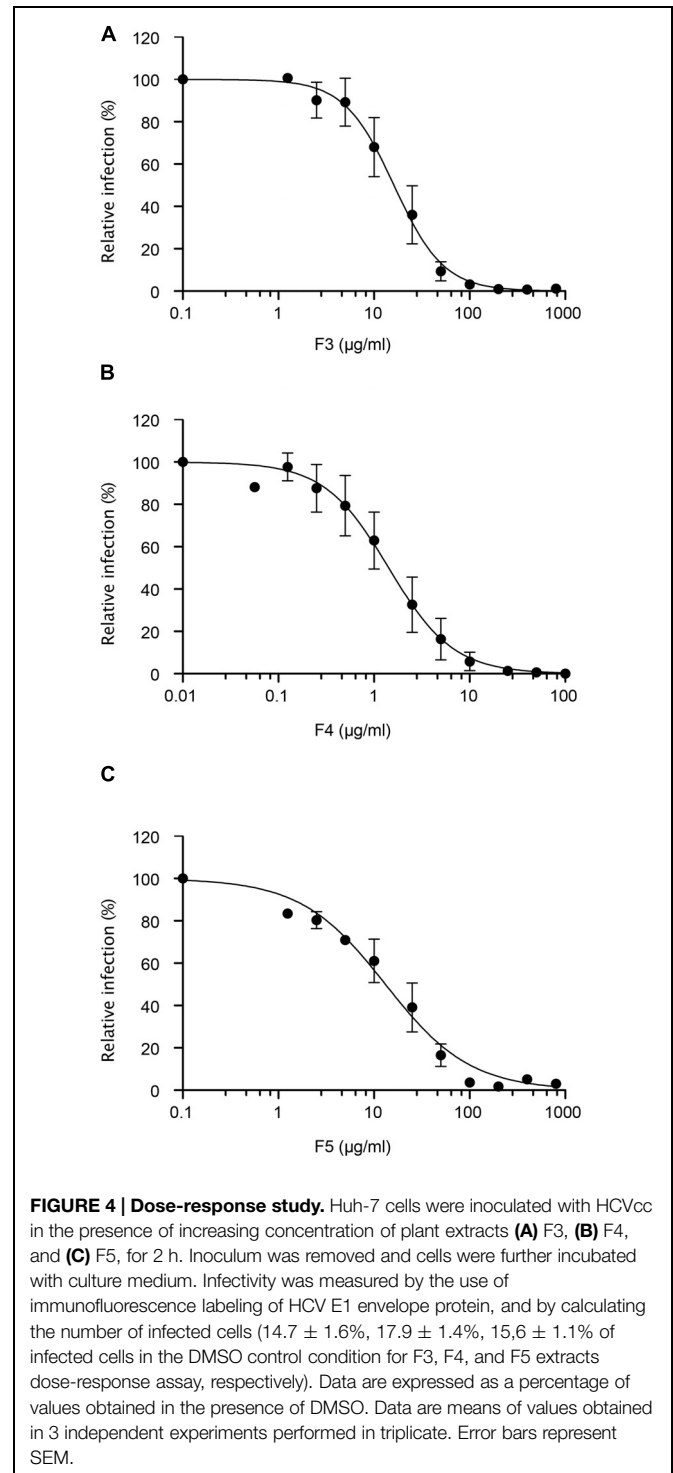 A
120
100
80
60
40
20
0
Relative infection (%)
0.1 1 10 100 1000
F3 (µg/ml)
B
120
100
80
60
40
20
0
Relative infection (%)
0.01 0.1 1 10 100
F4 (µg/ml)
C
120
100
80
60
40
20
0
Relative infection (%)
0.1 1 10 100 1000
F5 (µg/ml)
FIGURE 4 | Dose-response study. Huh-7 cells were inoculated with HCVcc
in the presence of increasing concentration of plant extracts (A) F3, (B) F4,
and (C) F5, for 2 h. Inoculum was removed and cells were further incubated
with culture medium. Infectivity was measured by the use of
immunofluorescence labeling of HCV E1 envelope protein, and by calculating
the number of infected cells (14.7 ± 1.6%, 17.9 ± 1.4%, 15,6 ± 1.1% of
infected cells in the DMSO control condition for F3, F4, and F5 extracts
dose-response assay, respectively). Data are expressed as a percentage of
values obtained in the presence of DMSO. Data are means of values obtained
in 3 independent experiments performed in triplicate. Error bars represent
SEM.